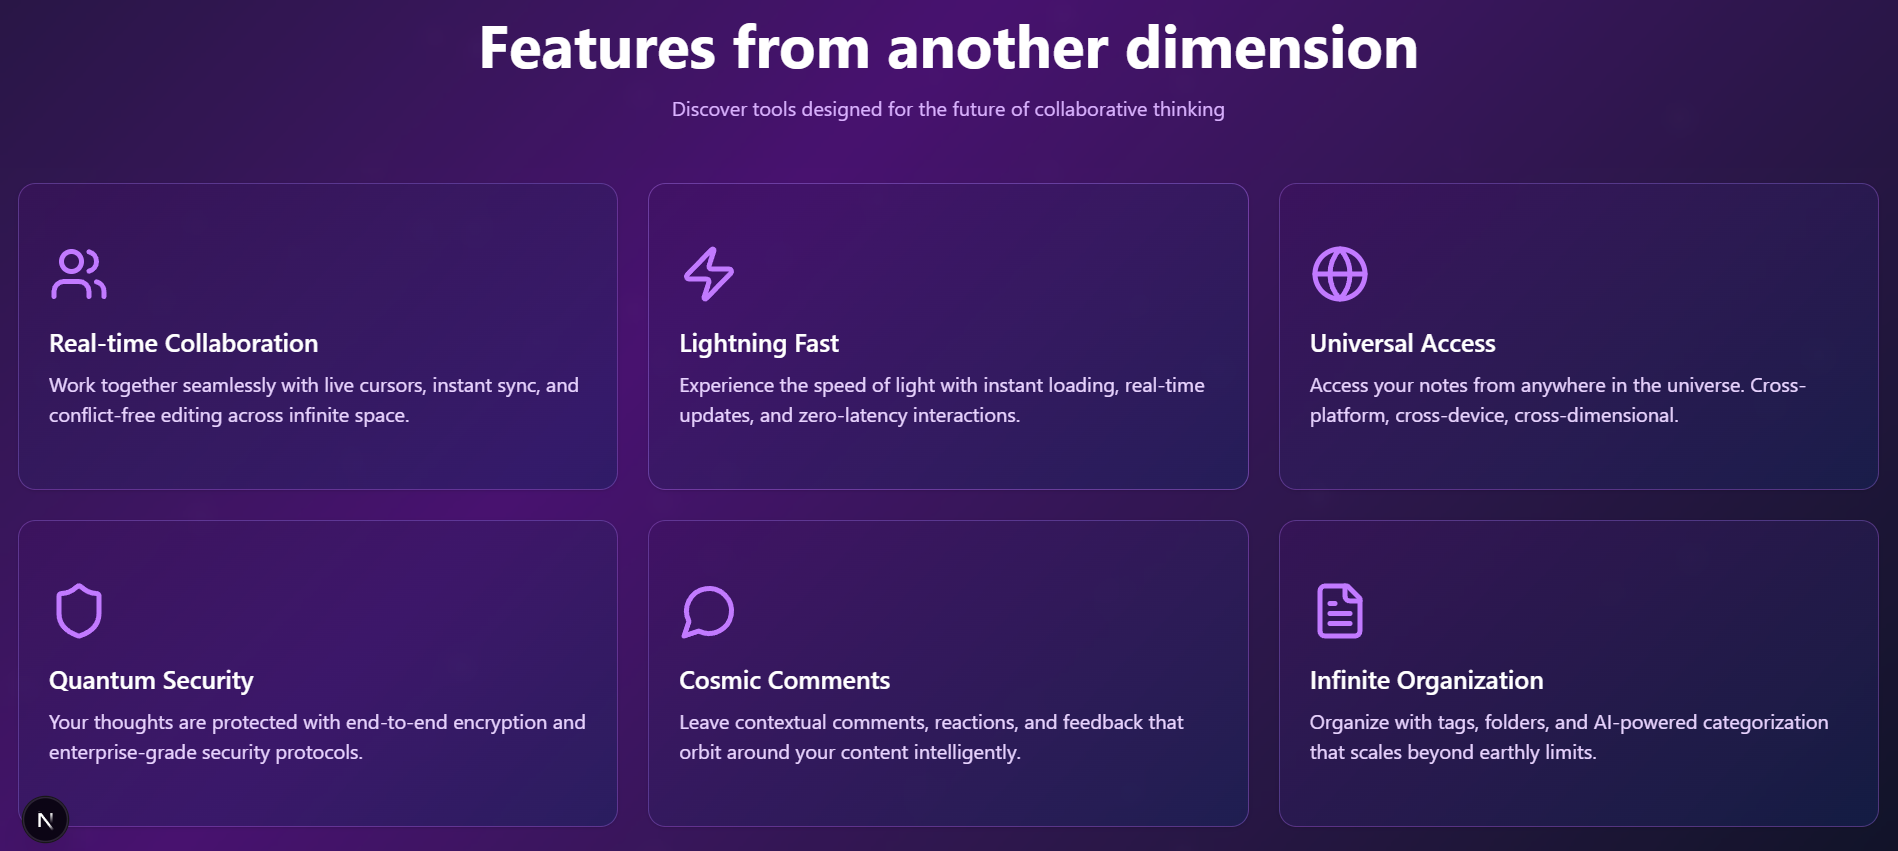 Features from another dimension
Discover tools designed for the future of collaborative thinking
Real-time Collaboration
Work together seamlessly with live cursors, instant sync, and
conflict-free editing across infinite space.
Lightning Fast
Experience the speed of light with instant loading, real-time
updates, and zero-latency interactions.
Universal Access
Access your notes from anywhere in the universe. Cross-
platform, cross-device, cross-dimensional.
Quantum Security
Your thoughts are protected with end-to-end encryption and
enterprise-grade security protocols.
Cosmic Comments
Leave contextual comments, reactions, and feedback that
orbit around your content intelligently.
Infinite Organization
Organize with tags, folders, and AI-powered categorization
that scales beyond earthly limits.
N